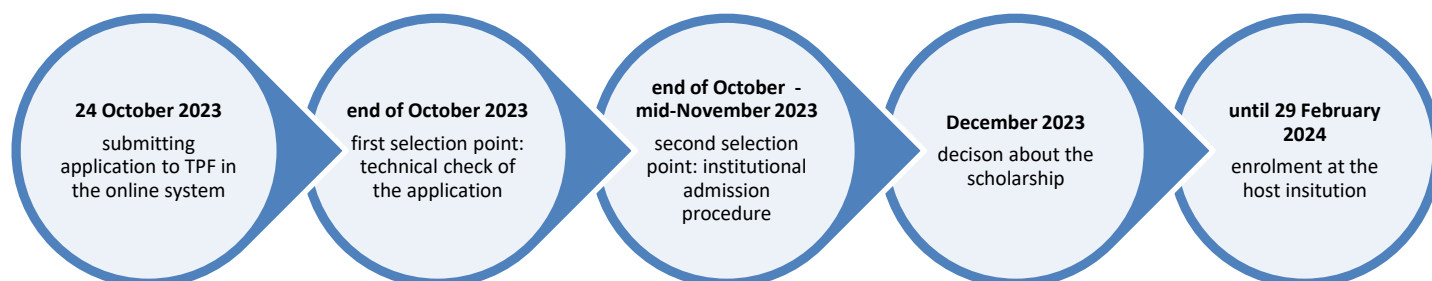 24 October 2023
submitting
application to TPF in
the online system
end of October 2023
first selection point:
technical check of
the application
end of October -
mid-November 2023
second selection
point: institutional
admission
procedure
December 2023
decison about the
scholarship
until 29 February
2024
enrolment at the
host insitution